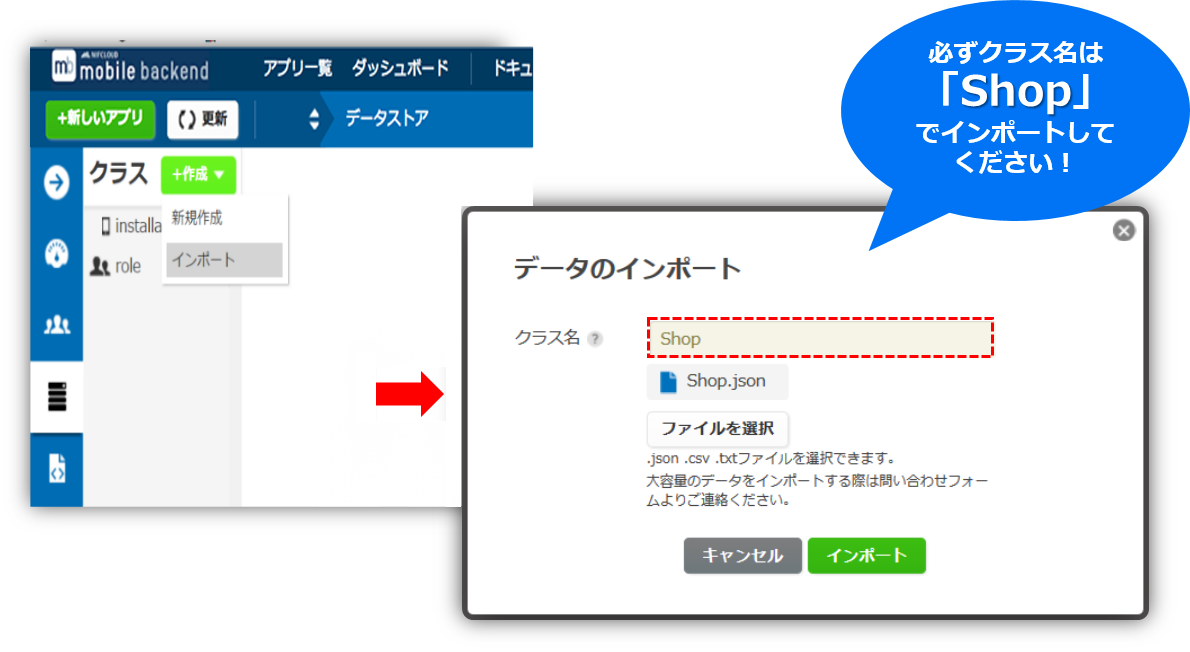 必ずクラス名は
「Shop」
でインポートして
ください！
NIFCLOUD
mb mobile backend
アプリ一覧 ダッシュボード ドキュ
+新しいアプリ 更新 データストア
クラス +作成
新規作成
installa
インポート
role
データのインポート
クラス名 ? Shop
Shop.json
ファイルを選択
.json .csv .txtファイルを選択できます。
大容量のデータをインポートする際は問い合わせフォー
ムよりご連絡ください。
キャンセル インポート